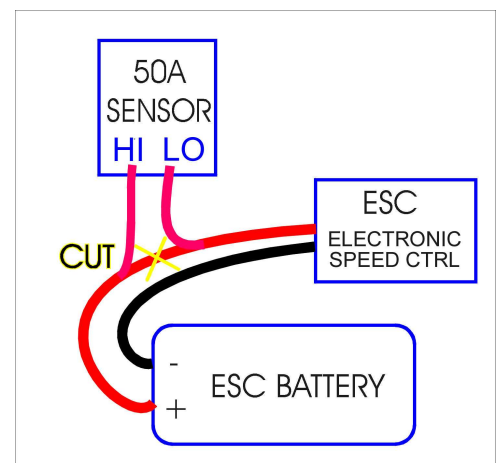 50A
SENSOR
HI LO
ESC
ELECTRONIC
SPEED CTRL
CUT
-
ESC BATTERY
+